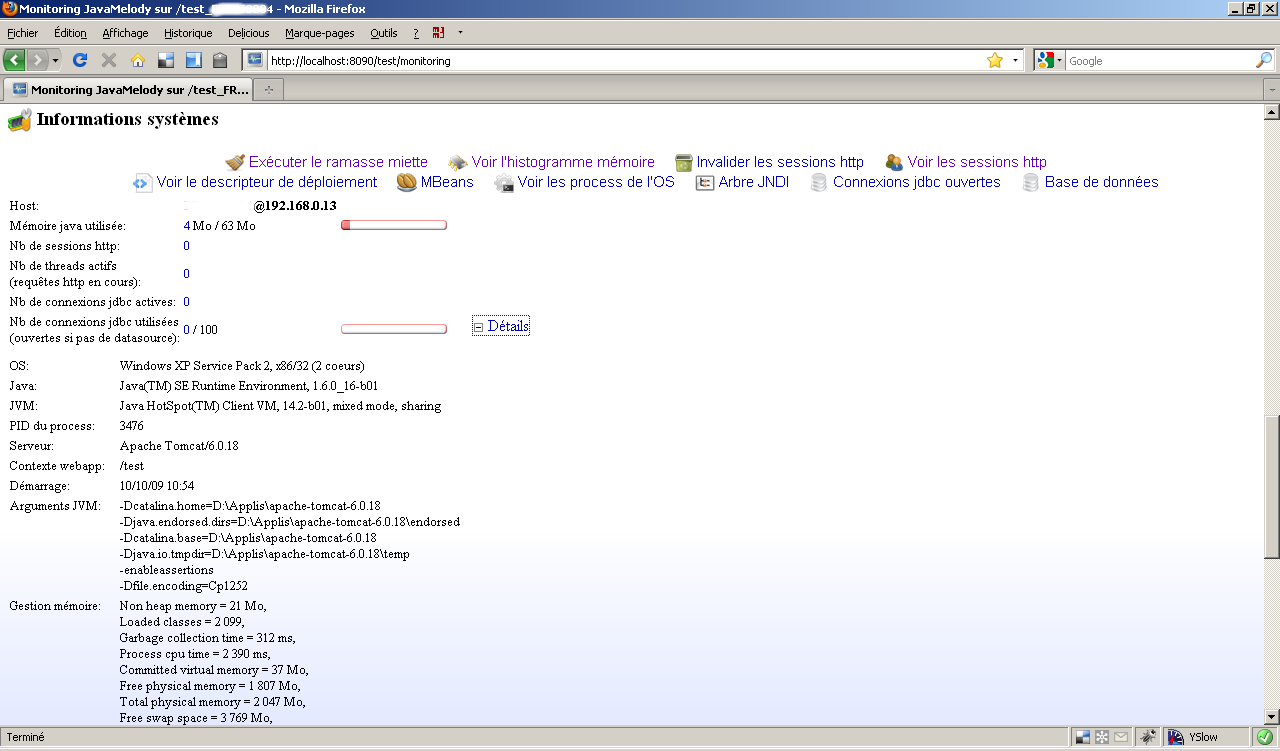 Monitoring JavaMelody sur /test_ 4 - Mozilla Firefox
Fichier Édition Affichage Historique Delicious Marque-pages Outils ?
http://localhost:8090/test/monitoring
Google
Monitoring JavaMelody sur /test_FR...
Informations systèmes
Exécuter le ramasse miette Voir l'histogramme mémoire Invalider les sessions http Voir les sessions http
Voir le descripteur de déploiement MBeans Voir les process de l'OS Arbre JNDI Connexions jdbc ouvertes Base de données
Host: @192.168.0.13
Mémoire java utilisée: 4 Mo / 63 Mo
Nb de sessions http: 0
Nb de threads actifs
(requêtes http en cours): 0
Nb de connexions jdbc actives: 0
Nb de connexions jdbc utilisées
(ouvertes si pas de datasource): 0 / 100 Détails
OS: Windows XP Service Pack 2, x86/32 (2 coeurs)
Java: Java(TM) SE Runtime Environment, 1.6.0_16-b01
JVM: Java HotSpot(TM) Client VM, 14.2-b01, mixed mode, sharing
PID du process: 3476
Serveur: Apache Tomcat/6.0.18
Contexte webapp: /test
Démarrage: 10/10/09 10:54
Arguments JVM: -Dcatalina.home=D:\Applis\apache-tomcat-6.0.18
-Djava.endorsed.dirs=D:\Applis\apache-tomcat-6.0.18\endorsed
-Dcatalina.base=D:\Applis\apache-tomcat-6.0.18
-Djava.io.tmpdir=D:\Applis\apache-tomcat-6.0.18\temp
-enableassertions
-Dfile.encoding=Cp1252
Gestion mémoire: Non heap memory = 21 Mo,
Loaded classes = 2 099,
Garbage collection time = 312 ms,
Process cpu time = 2 390 ms,
Committed virtual memory = 37 Mo,
Free physical memory = 1 807 Mo,
Total physical memory = 2 047 Mo,
Free swap space = 3 769 Mo,
Terminé YSlow